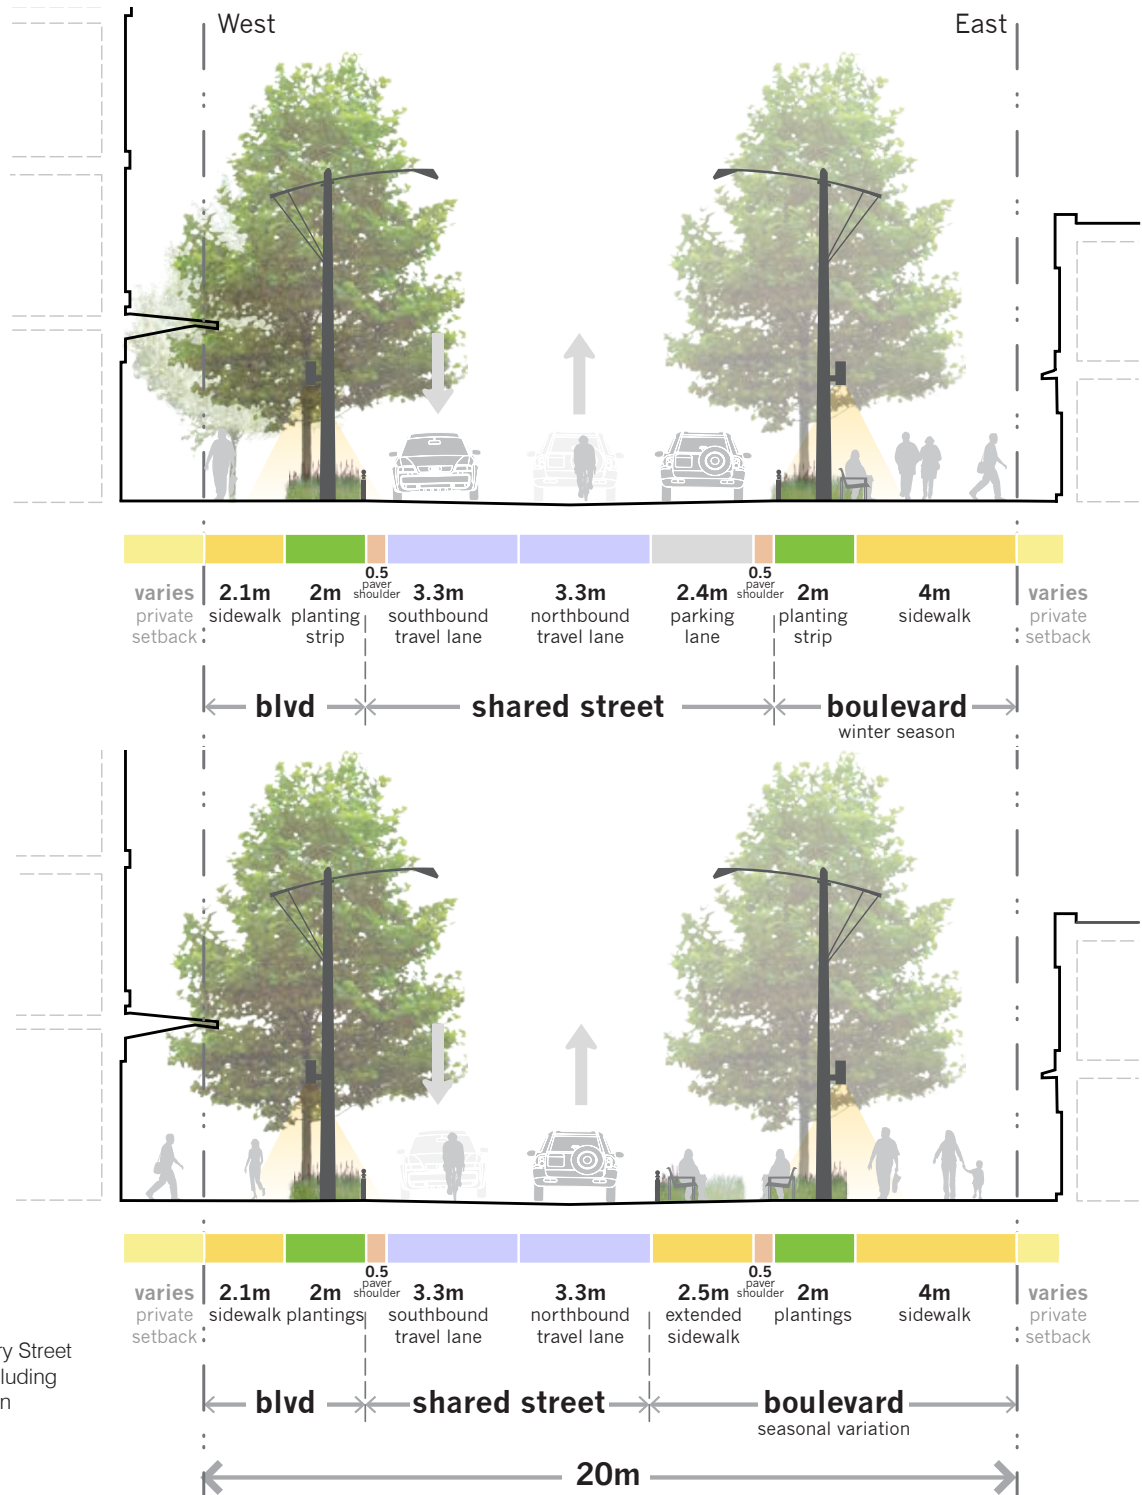 West
East
varies
private
setback
2.1m
sidewalk
2m
planting
strip
0.5
paver
shoulder
3.3m
southbound
travel lane
3.3m
northbound
travel lane
2.4m
parking
lane
0.5
paver
shoulder
2m
planting
strip
4m
sidewalk
varies
private
setback
blvd
shared street
boulevard
winter season
varies
private
setback
2.1m
sidewalk
2m
plantings
0.5
paver
shoulder
3.3m
southbound
travel lane
3.3m
northbound
travel lane
2.5m
extended
sidewalk
0.5
paver
shoulder
2m
plantings
4m
sidewalk
varies
private
setback
ry Street
luding
n
blvd
shared street
boulevard
seasonal variation
20m